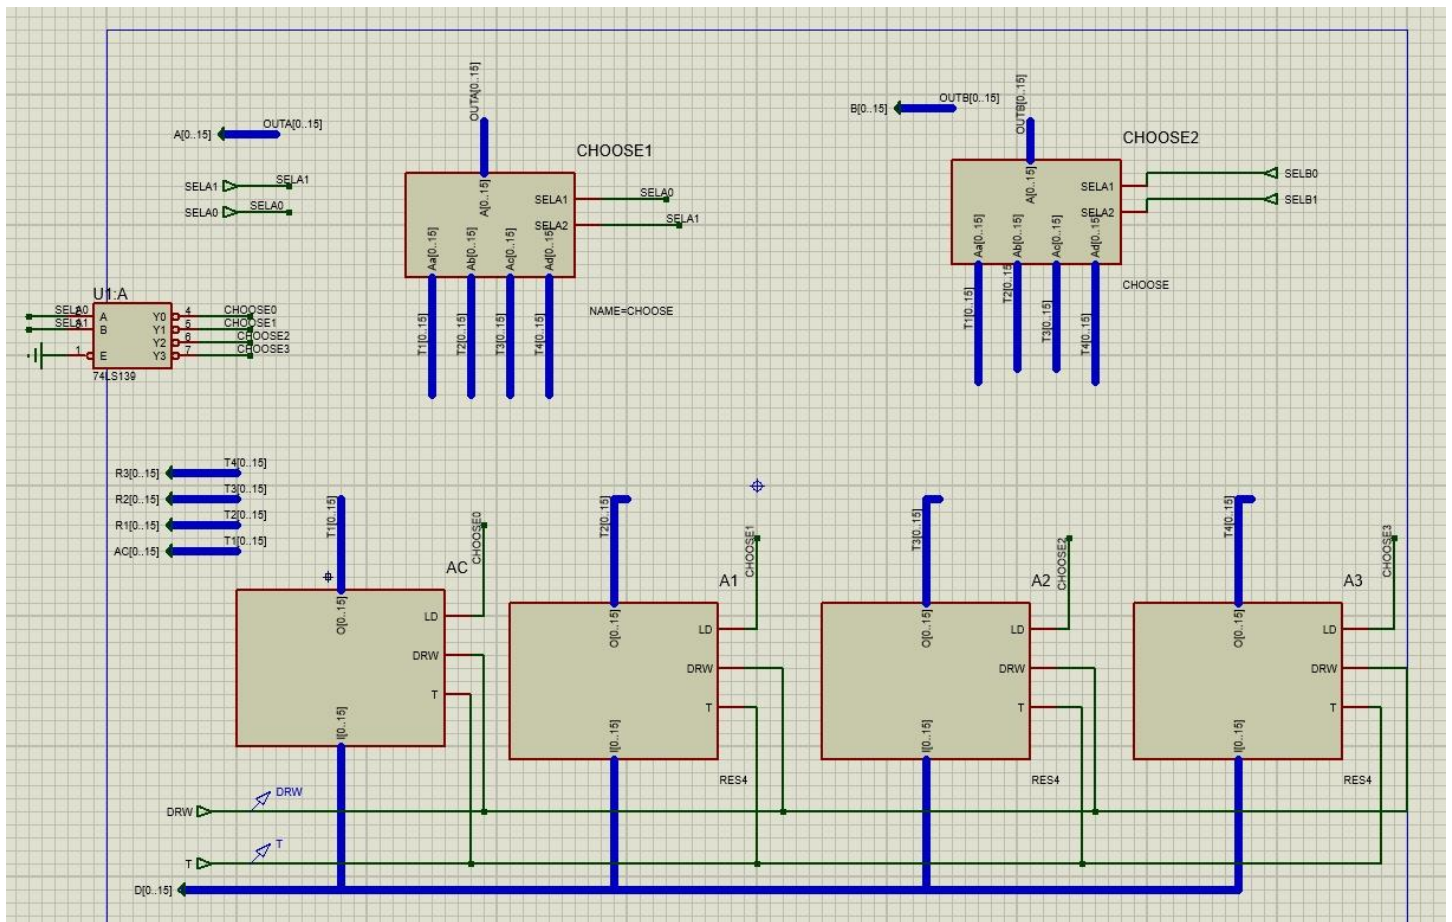 OUTA[0..15]
OUTB[0..15]
B[0..15]
OUTB[0..15]
A[0..15]
OUTA[0..15]
CHOOSE1
CHOOSE2
SELA1
SELA1
SELA0
SELA0
A[0..15]
SELA1
SELA0
SELA2
SELA1
Aa[0..15]
Ab[0..15]
Ac[0..15]
Ad[0..15]
A[0..15]
SELA1
SELB0
SELA2
SELB1
Aa[0..15]
Ab[0..15]
Ac[0..15]
Ad[0..15]
CHOOSE
NAME=CHOOSE
T1[0..15]
T2[0..15]
T3[0..15]
T4[0..15]
T1[0..15]
T2[0..15]
T3[0..15]
T4[0..15]
U1:A
SELA0
A
Y0
4
CHOOSE0
SELA1
B
Y1
5
CHOOSE1
Y2
6
CHOOSE2
1
E
Y3
7
CHOOSE3
74LS139
R3[0..15]
T4[0..15]
R2[0..15]
T3[0..15]
R1[0..15]
T2[0..15]
AC[0..15]
T1[0..15]
T1[0..15]
CHOOSE0
T2[0..15]
CHOOSE1
T3[0..15]
CHOOSE2
T4[0..15]
CHOOSE3
AC
A1
A2
A3
O[0..15]
LD
DRW
T
I[0..15]
O[0..15]
LD
DRW
T
I[0..15]
RES4
O[0..15]
LD
DRW
T
I[0..15]
RES4
O[0..15]
LD
DRW
T
I[0..15]
RES4
DRW
DRW
T
T
D[0..15]